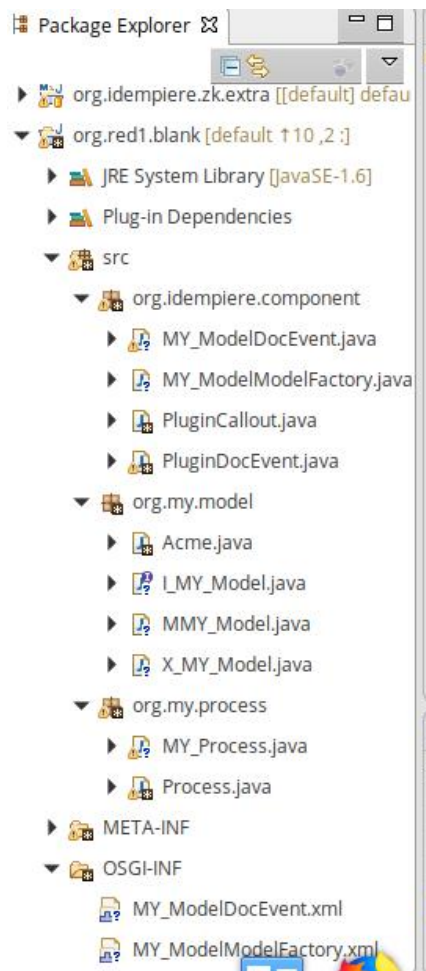 Package Explorer
org.idempiere.zk.extra [[default] defau
org.red1.blank [default ↑10 ,2 :]
JRE System Library [JavaSE-1.6]
Plug-in Dependencies
src
org.idempiere.component
MY_ModelDocEvent.java
MY_ModelModelFactory.java
PluginCallout.java
PluginDocEvent.java
org.my.model
Acme.java
I_MY_Model.java
MMY_Model.java
X_MY_Model.java
org.my.process
MY_Process.java
Process.java
META-INF
OSGI-INF
MY_ModelDocEvent.xml
MY_ModelModelFactory.xml